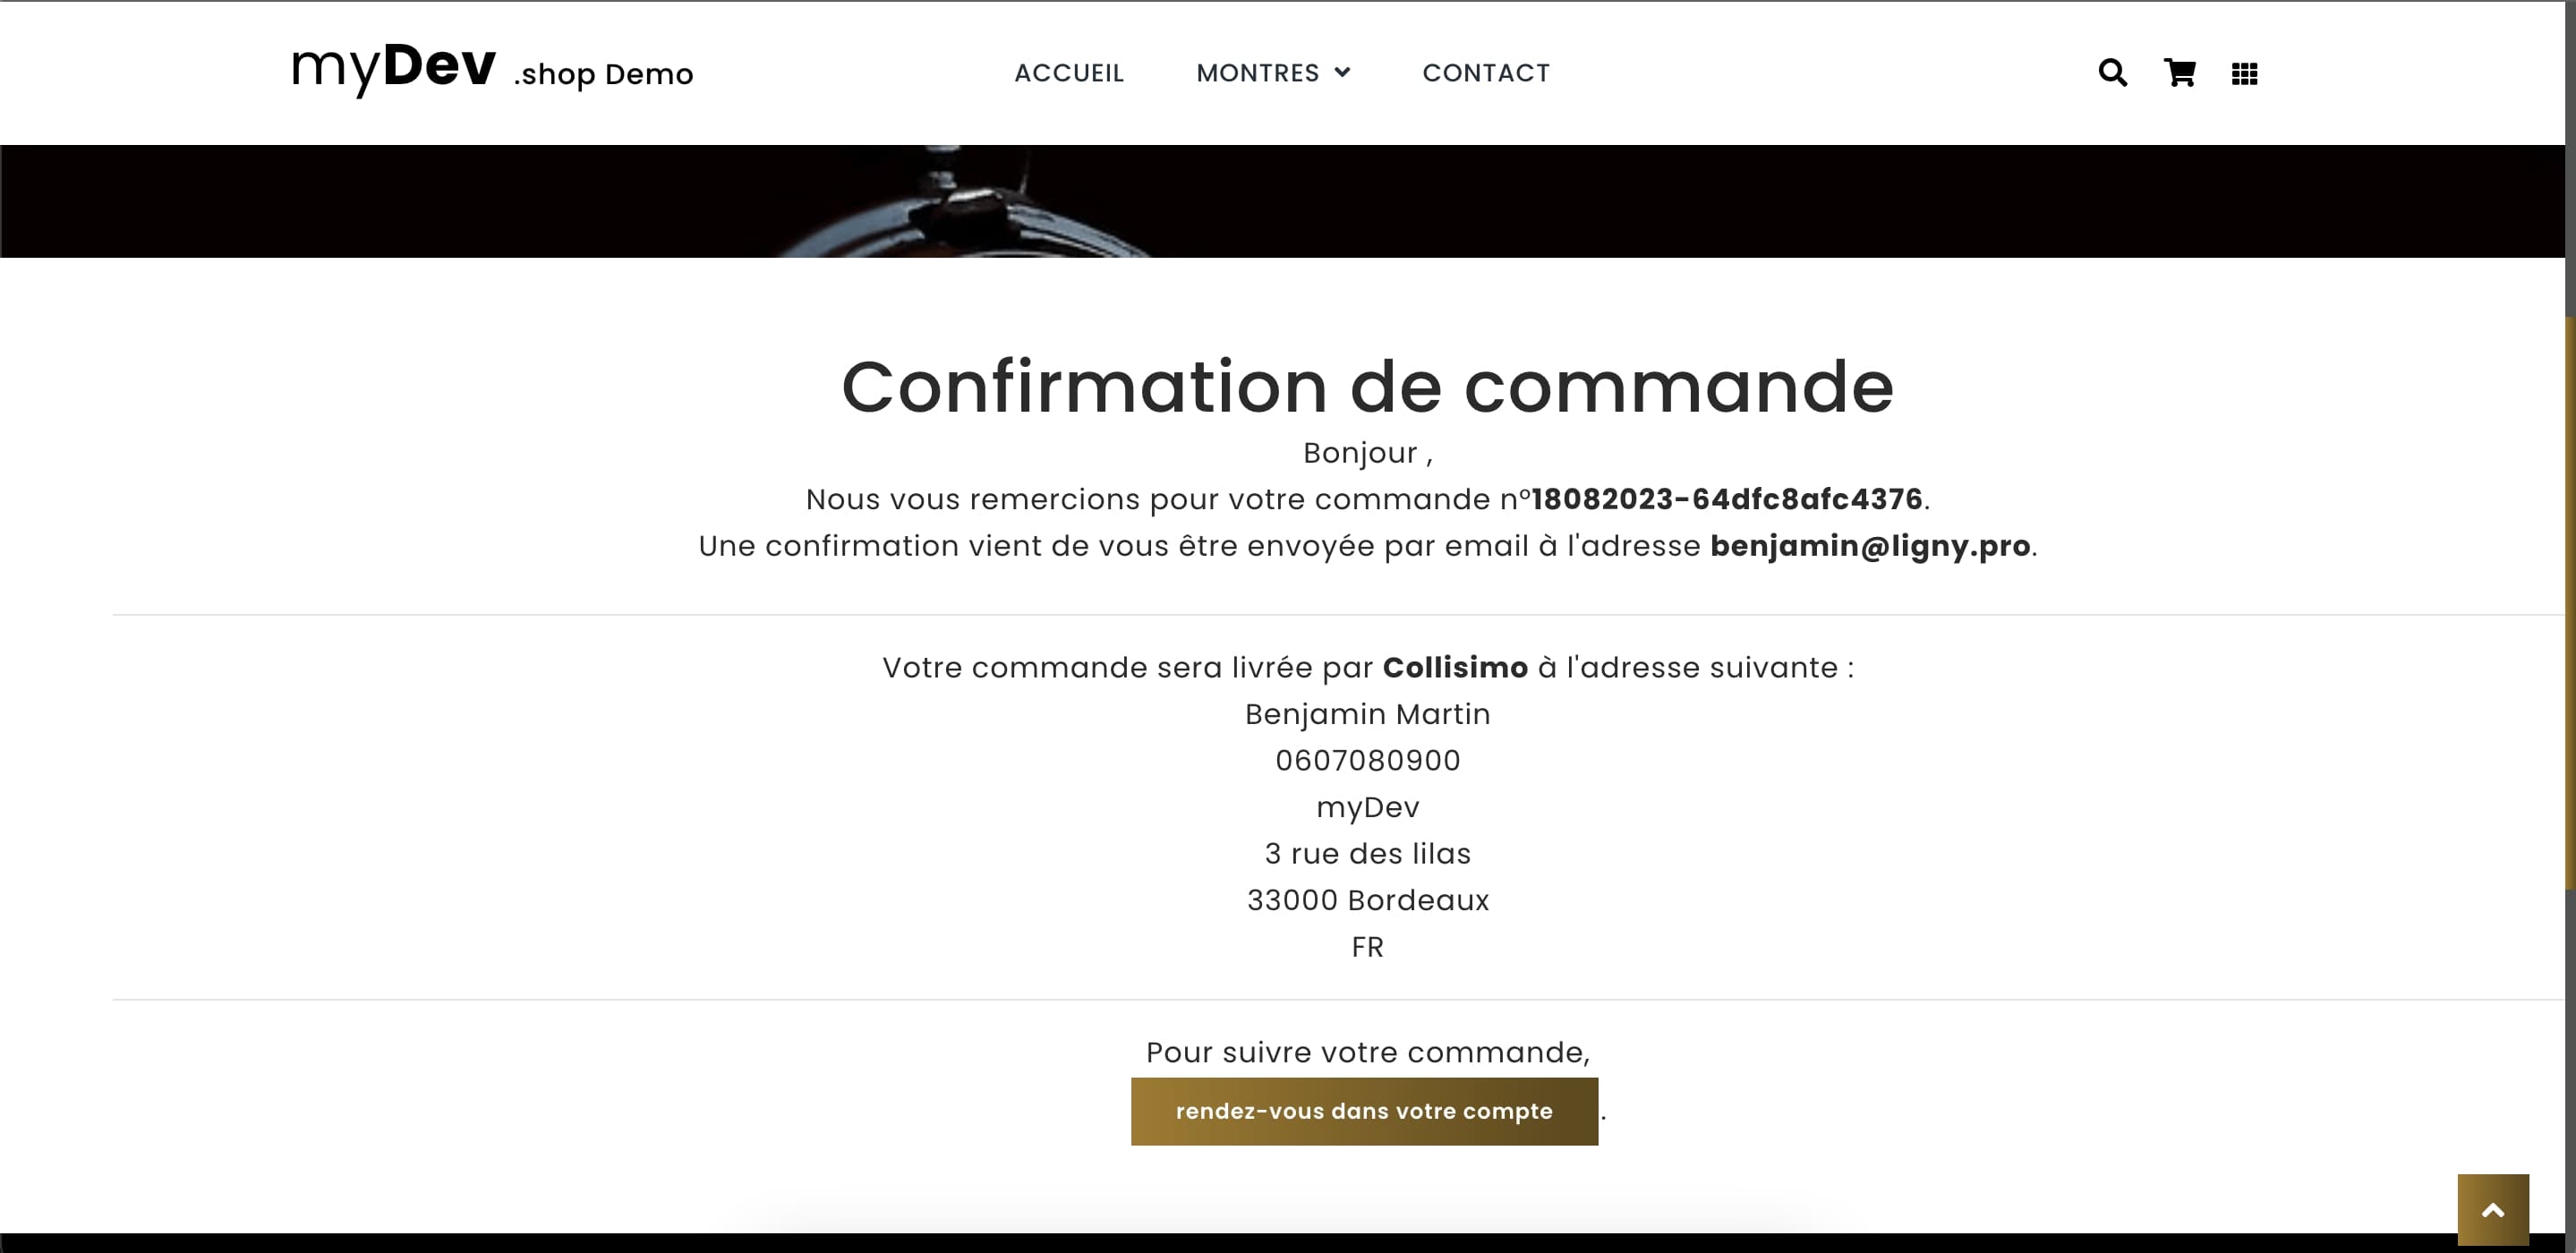 myDev .shop Demo
ACCUEIL MONTRES CONTACT
Confirmation de commande
Bonjour ,
Nous vous remercions pour votre commande n°18082023-64dfc8afc4376.
Une confirmation vient de vous être envoyée par email à l'adresse benjamin@ligny.pro.
Votre commande sera livrée par Collisimo à l'adresse suivante :
Benjamin Martin
0607080900
myDev
3 rue des lilas
33000 Bordeaux
FR
Pour suivre votre commande,
rendez-vous dans votre compte .